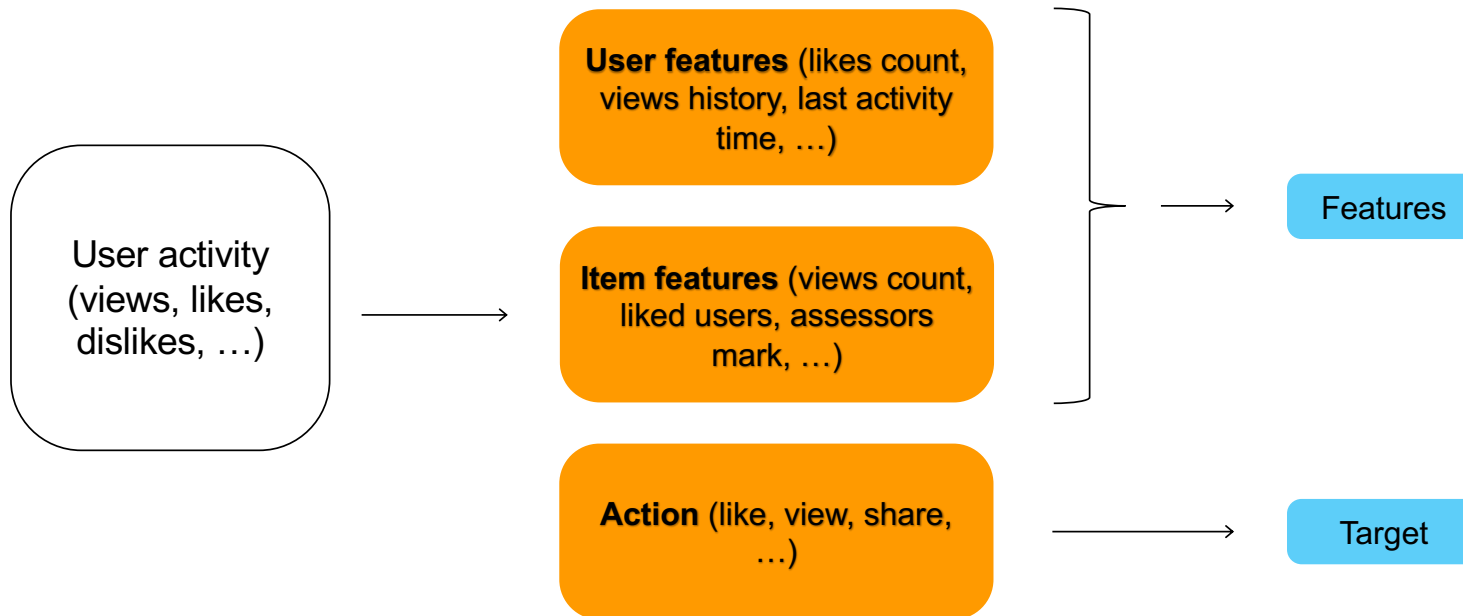 User activity
(views, likes,
dislikes, …)
User features (likes count,
views history, last activity
time, …)
Item features (views count,
liked users, assessors
mark, …)
Action (like, view, share,
…)
Features
Target